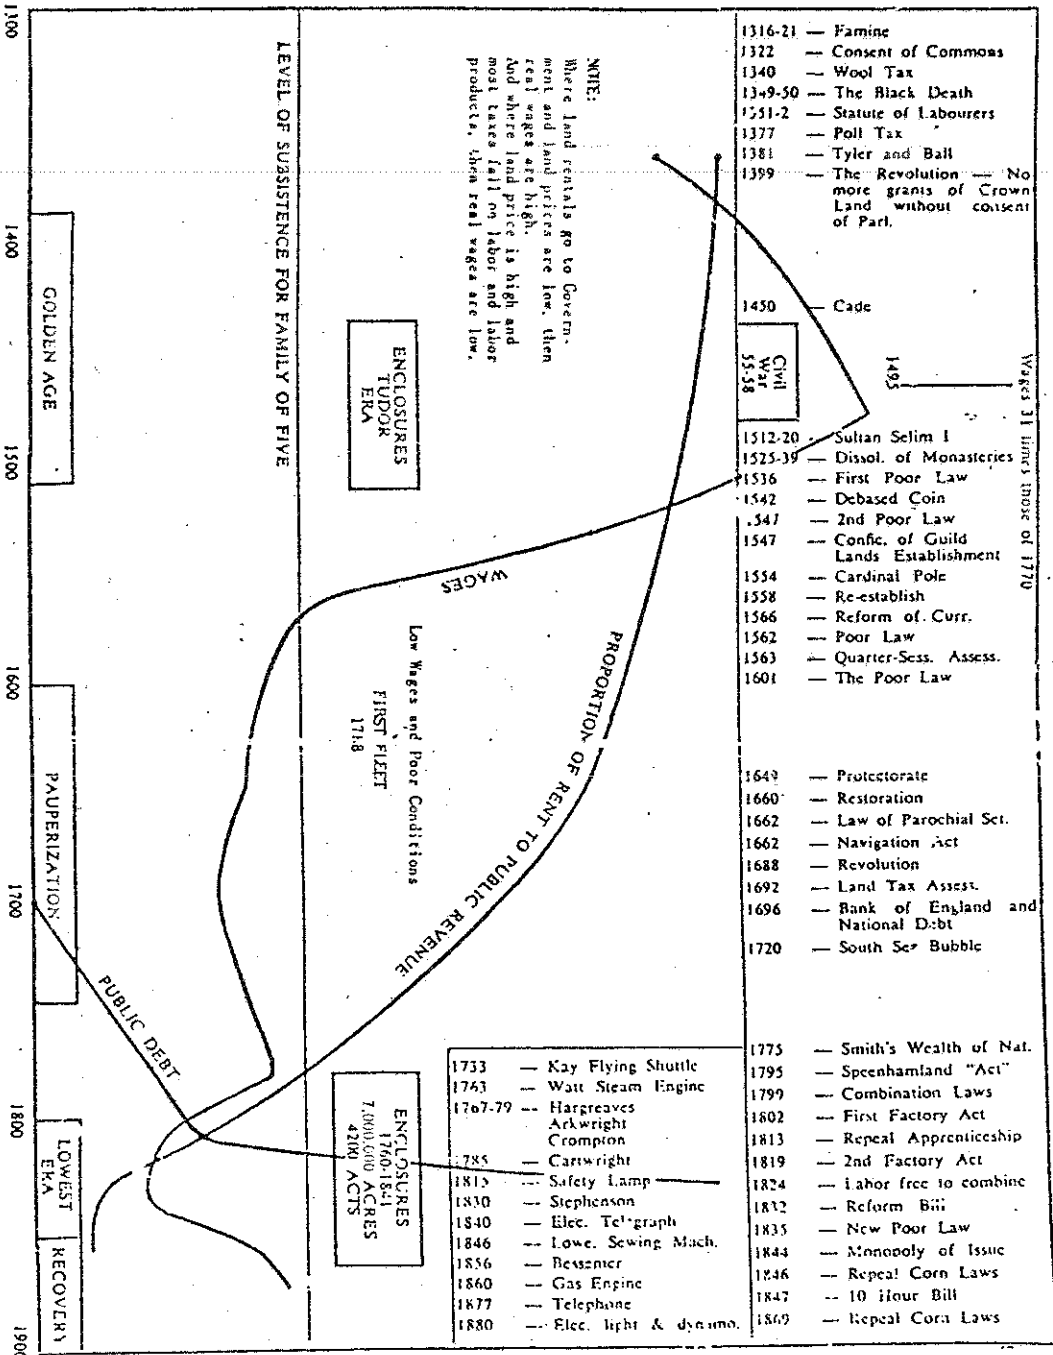 1316-21 — Famine
1322 — Consent of Commons
1340 — Wool Tax
1349-50 — The Black Death
1351-2 — Statute of Labourers
1377 — Poll Tax
1381 — Tyler and Ball
1399 — The Revolution — No
more grants of Crown
Land without consent
of Parl.
1450 — Cade
Civil
War
55-58
1495
Wages 3½ times those of 1770
1512-20 - Sultan Selim I
1525-39 — Dissol. of Monasteries
1536 — First Poor Law
1542 — Debased Coin
.547 — 2nd Poor Law
1547 — Confic. of Guild
Lands Establishment
1554 — Cardinal Pole
1558 — Re-establish
1566 — Reform of Curr.
1562 — Poor Law
1563 — Quarter-Sess. Assess.
1601 — The Poor Law
1649 — Protectorate
1660 — Restoration
1662 — Law of Parochial Set.
1662 — Navigation Act
1688 — Revolution
1692 — Land Tax Assest.
1696 — Bank of England and
National Debt
1720 — South Sea Bubble
1775 — Smith's Wealth of Nat.
1795 — Speenhamland "Act"
1799 — Combination Laws
1802 — First Factory Act
1813 — Repeal Apprenticeship
1819 — 2nd Factory Act
1824 — Labor free to combine
1832 — Reform Bill
1835 — New Poor Law
1844 — Monopoly of Issue
1846 — Repeal Corn Laws
1847 -- 10 Hour Bill
1869 — Repeal Corn Laws
1733 — Kay Flying Shuttle
1763 — Watt Steam Engine
1767-79 -- Hargreaves
Arkwright
Crompton
1785 — Cartwright
1815 -- Safety Lamp
1830 — Stephenson
1840 — Elec. Telegraph
1846 -- Lowe. Sewing Mach.
1856 — Bessemer
1860 — Gas Engine
1877 — Telephone
1880 — Elec. light & dynamo.
NOTE:
Where land rentals go to Govern-
ment and land prices are low, then
real wages are high.
And where land price is high and
most taxes fall on labor and labor
products, then real wages are low.
ENCLOSURES
TUDOR
ERA
WAGES
PROPORTION OF RENT TO PUBLIC REVENUE
Low Wages and Poor Conditions
FIRST FLEET
1788
ENCLOSURES
1760-1841
7,000,000 ACRES
4200 ACTS
LEVEL OF SUBSISTENCE FOR FAMILY OF FIVE
PUBLIC DEBT
GOLDEN AGE
PAUPERIZATION
LOWEST
ERA
RECOVERY
1300
1400
1500
1600
1700
1800
1900